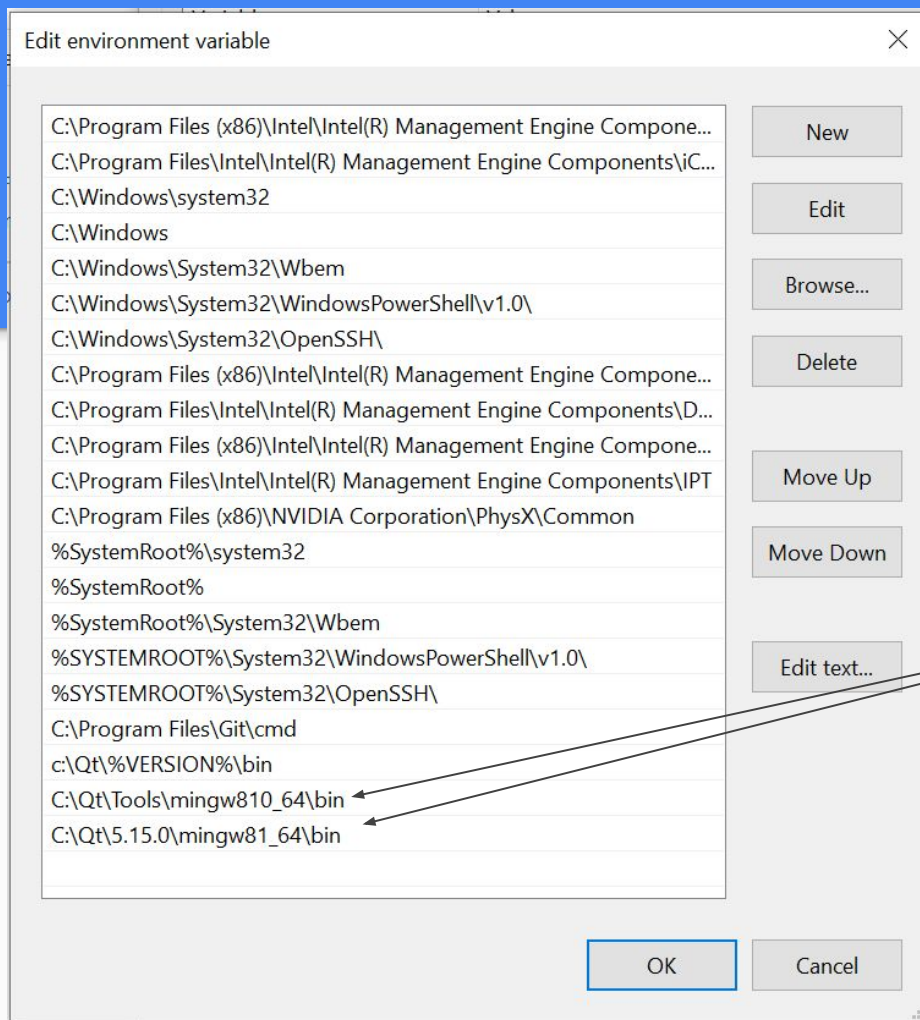 Edit environment variable
C:\Program Files (x86)\Intel\Intel(R) Management Engine Compone...
C:\Program Files\Intel\Intel(R) Management Engine Components\iC...
C:\Windows\system32
C:\Windows
C:\Windows\System32\Wbem
C:\Windows\System32\WindowsPowerShell\v1.0\
C:\Windows\System32\OpenSSH\
C:\Program Files (x86)\Intel\Intel(R) Management Engine Compone...
C:\Program Files\Intel\Intel(R) Management Engine Components\D...
C:\Program Files (x86)\Intel\Intel(R) Management Engine Compone...
C:\Program Files\Intel\Intel(R) Management Engine Components\IPT
C:\Program Files (x86)\NVIDIA Corporation\PhysX\Common
%SystemRoot%\system32
%SystemRoot%
%SystemRoot%\System32\Wbem
%SYSTEMROOT%\System32\WindowsPowerShell\v1.0\
%SYSTEMROOT%\System32\OpenSSH\
C:\Program Files\Git\cmd
c:\Qt\%VERSION%\bin
C:\Qt\Tools\mingw810_64\bin
C:\Qt\5.15.0\mingw81_64\bin
New
Edit
Browse...
Delete
Move Up
Move Down
Edit text...
OK
Cancel